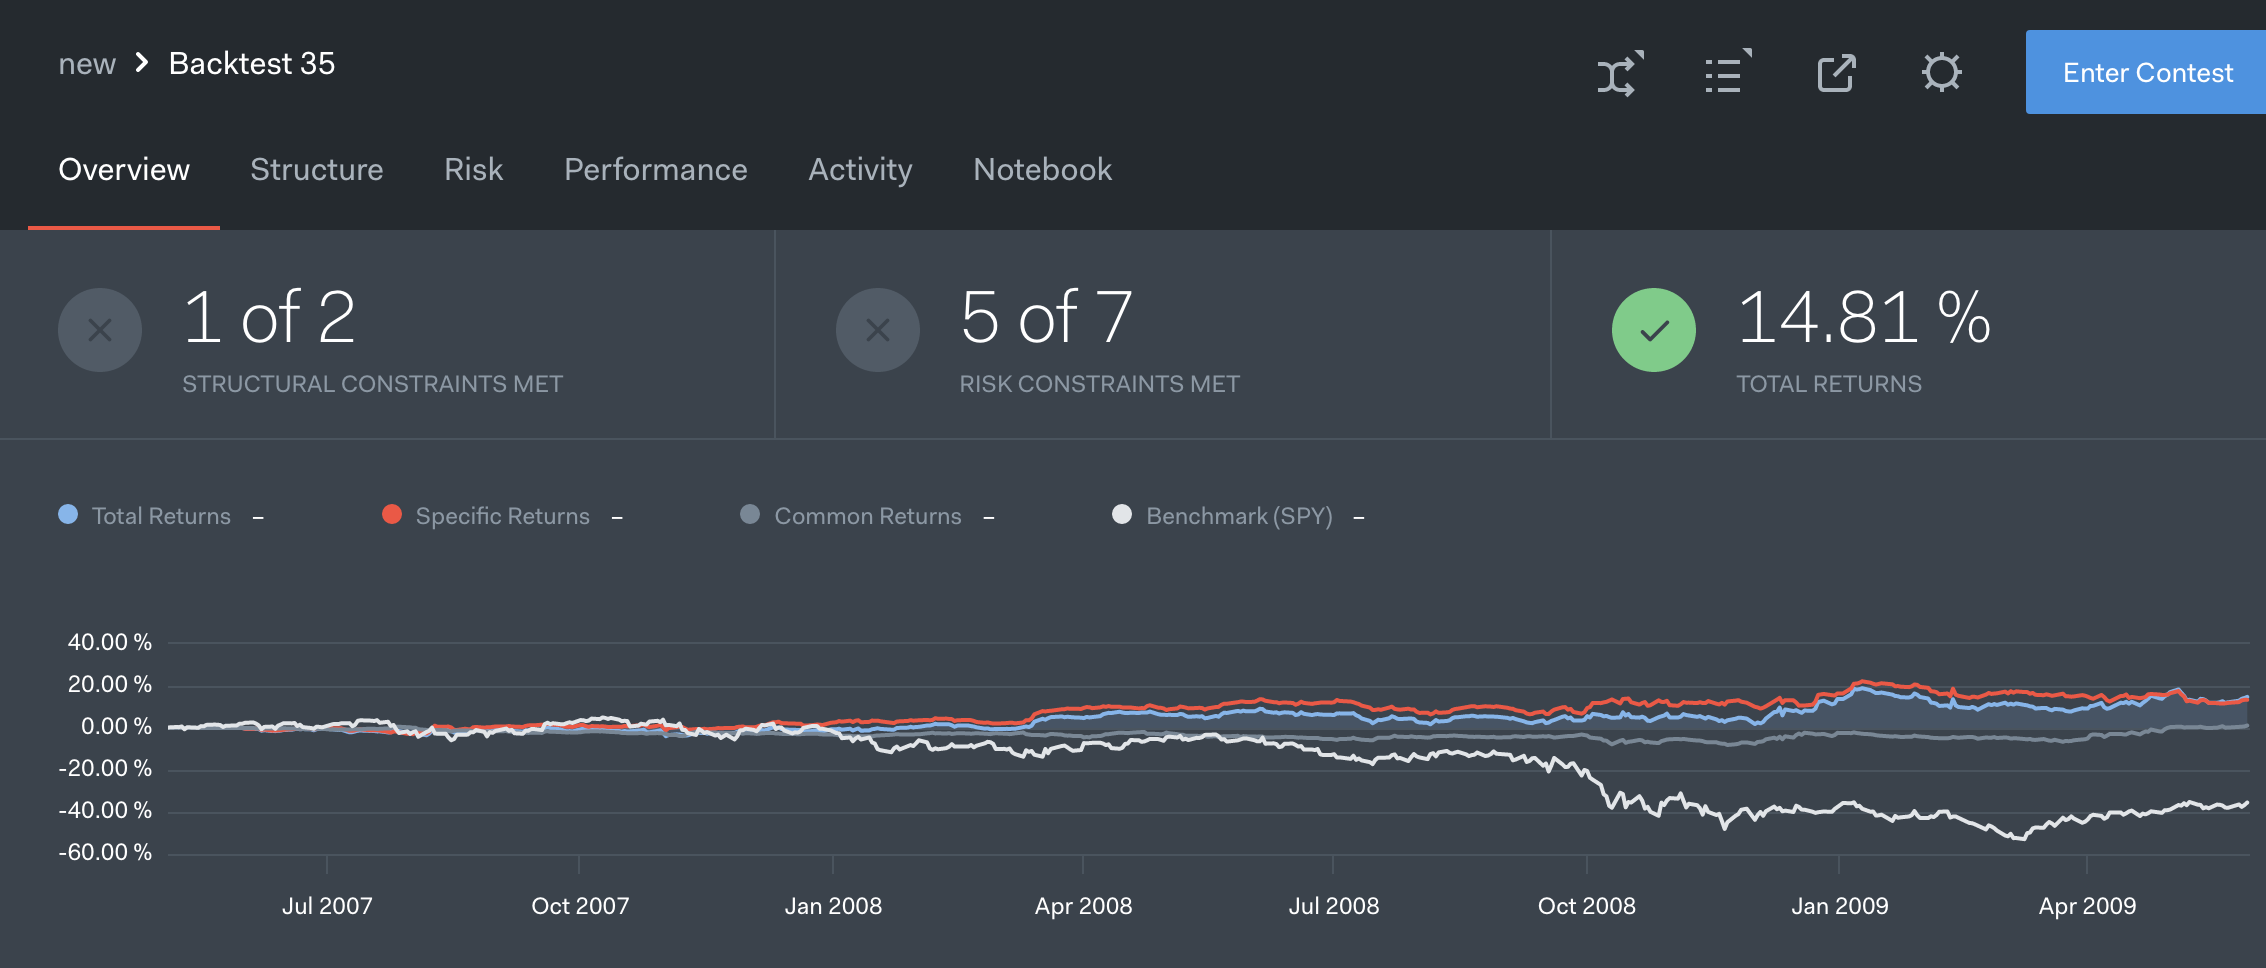 new > Backtest 35
Enter Contest
Overview Structure Risk Performance Activity Notebook
1 of 2
STRUCTURAL CONSTRAINTS MET
5 of 7
RISK CONSTRAINTS MET
14.81 %
TOTAL RETURNS
Total Returns – Specific Returns – Common Returns – Benchmark (SPY) –
40.00 %
20.00 %
0.00 %
-20.00 %
-40.00 %
-60.00 %
Jul 2007 Oct 2007 Jan 2008 Apr 2008 Jul 2008 Oct 2008 Jan 2009 Apr 2009